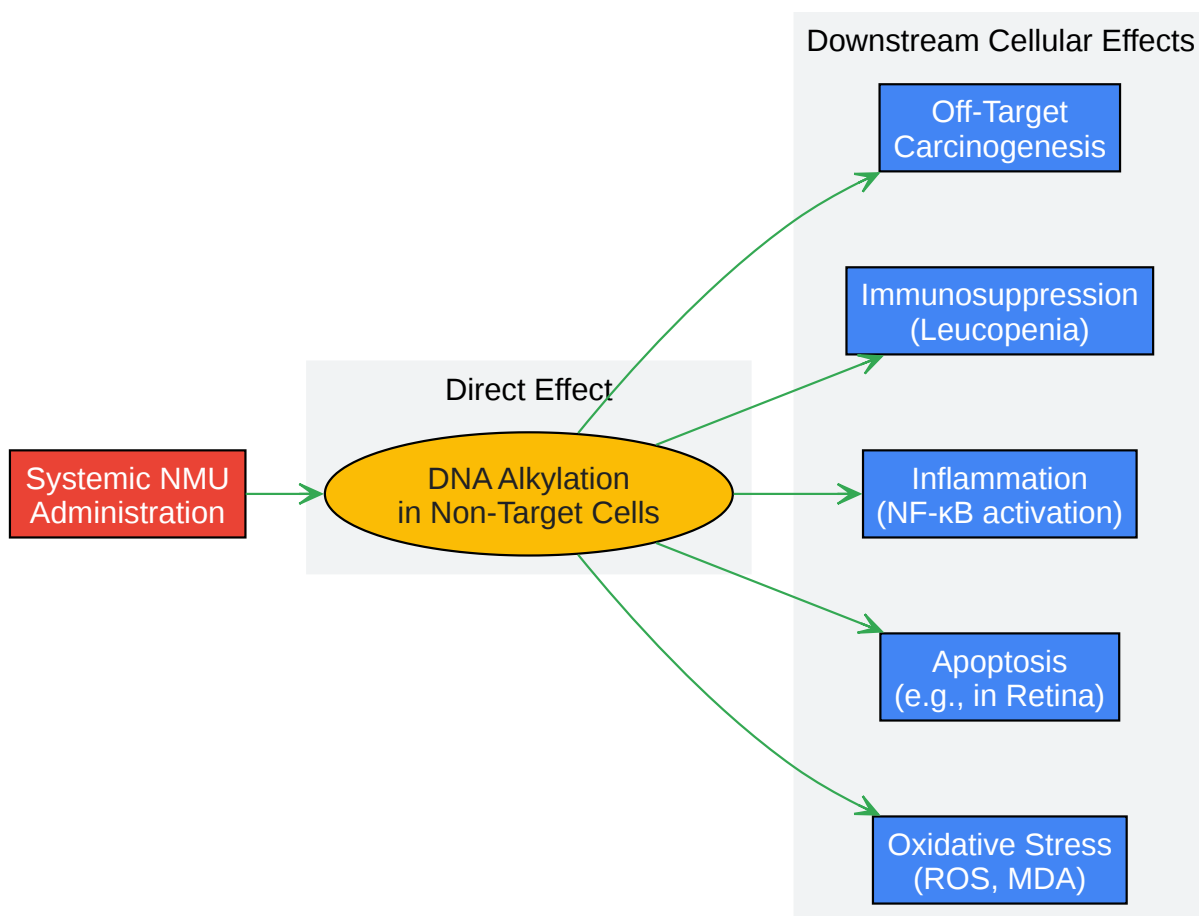 Systemic NMU
Administration
Direct Effect
DNA Alkylation
in Non-Target Cells
Downstream Cellular Effects
Off-Target
Carcinogenesis
Immunosuppression
(Leucopenia)
Inflammation
(NF-κB activation)
Apoptosis
(e.g., in Retina)
Oxidative Stress
(ROS, MDA)